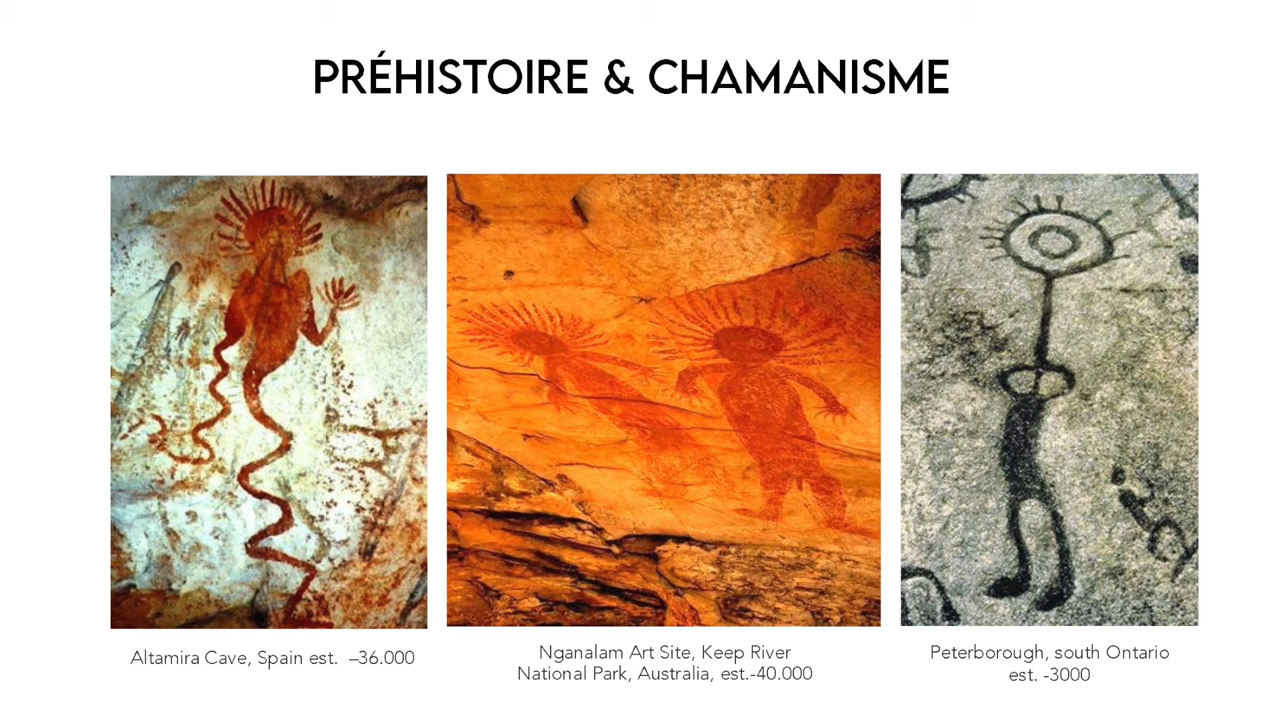 PRÉHISTOIRE & CHAMANISME
Altamira Cave, Spain est. –36.000
Nganalam Art Site, Keep River
National Park, Australia, est.-40.000
Peterborough, south Ontario
est. -3000